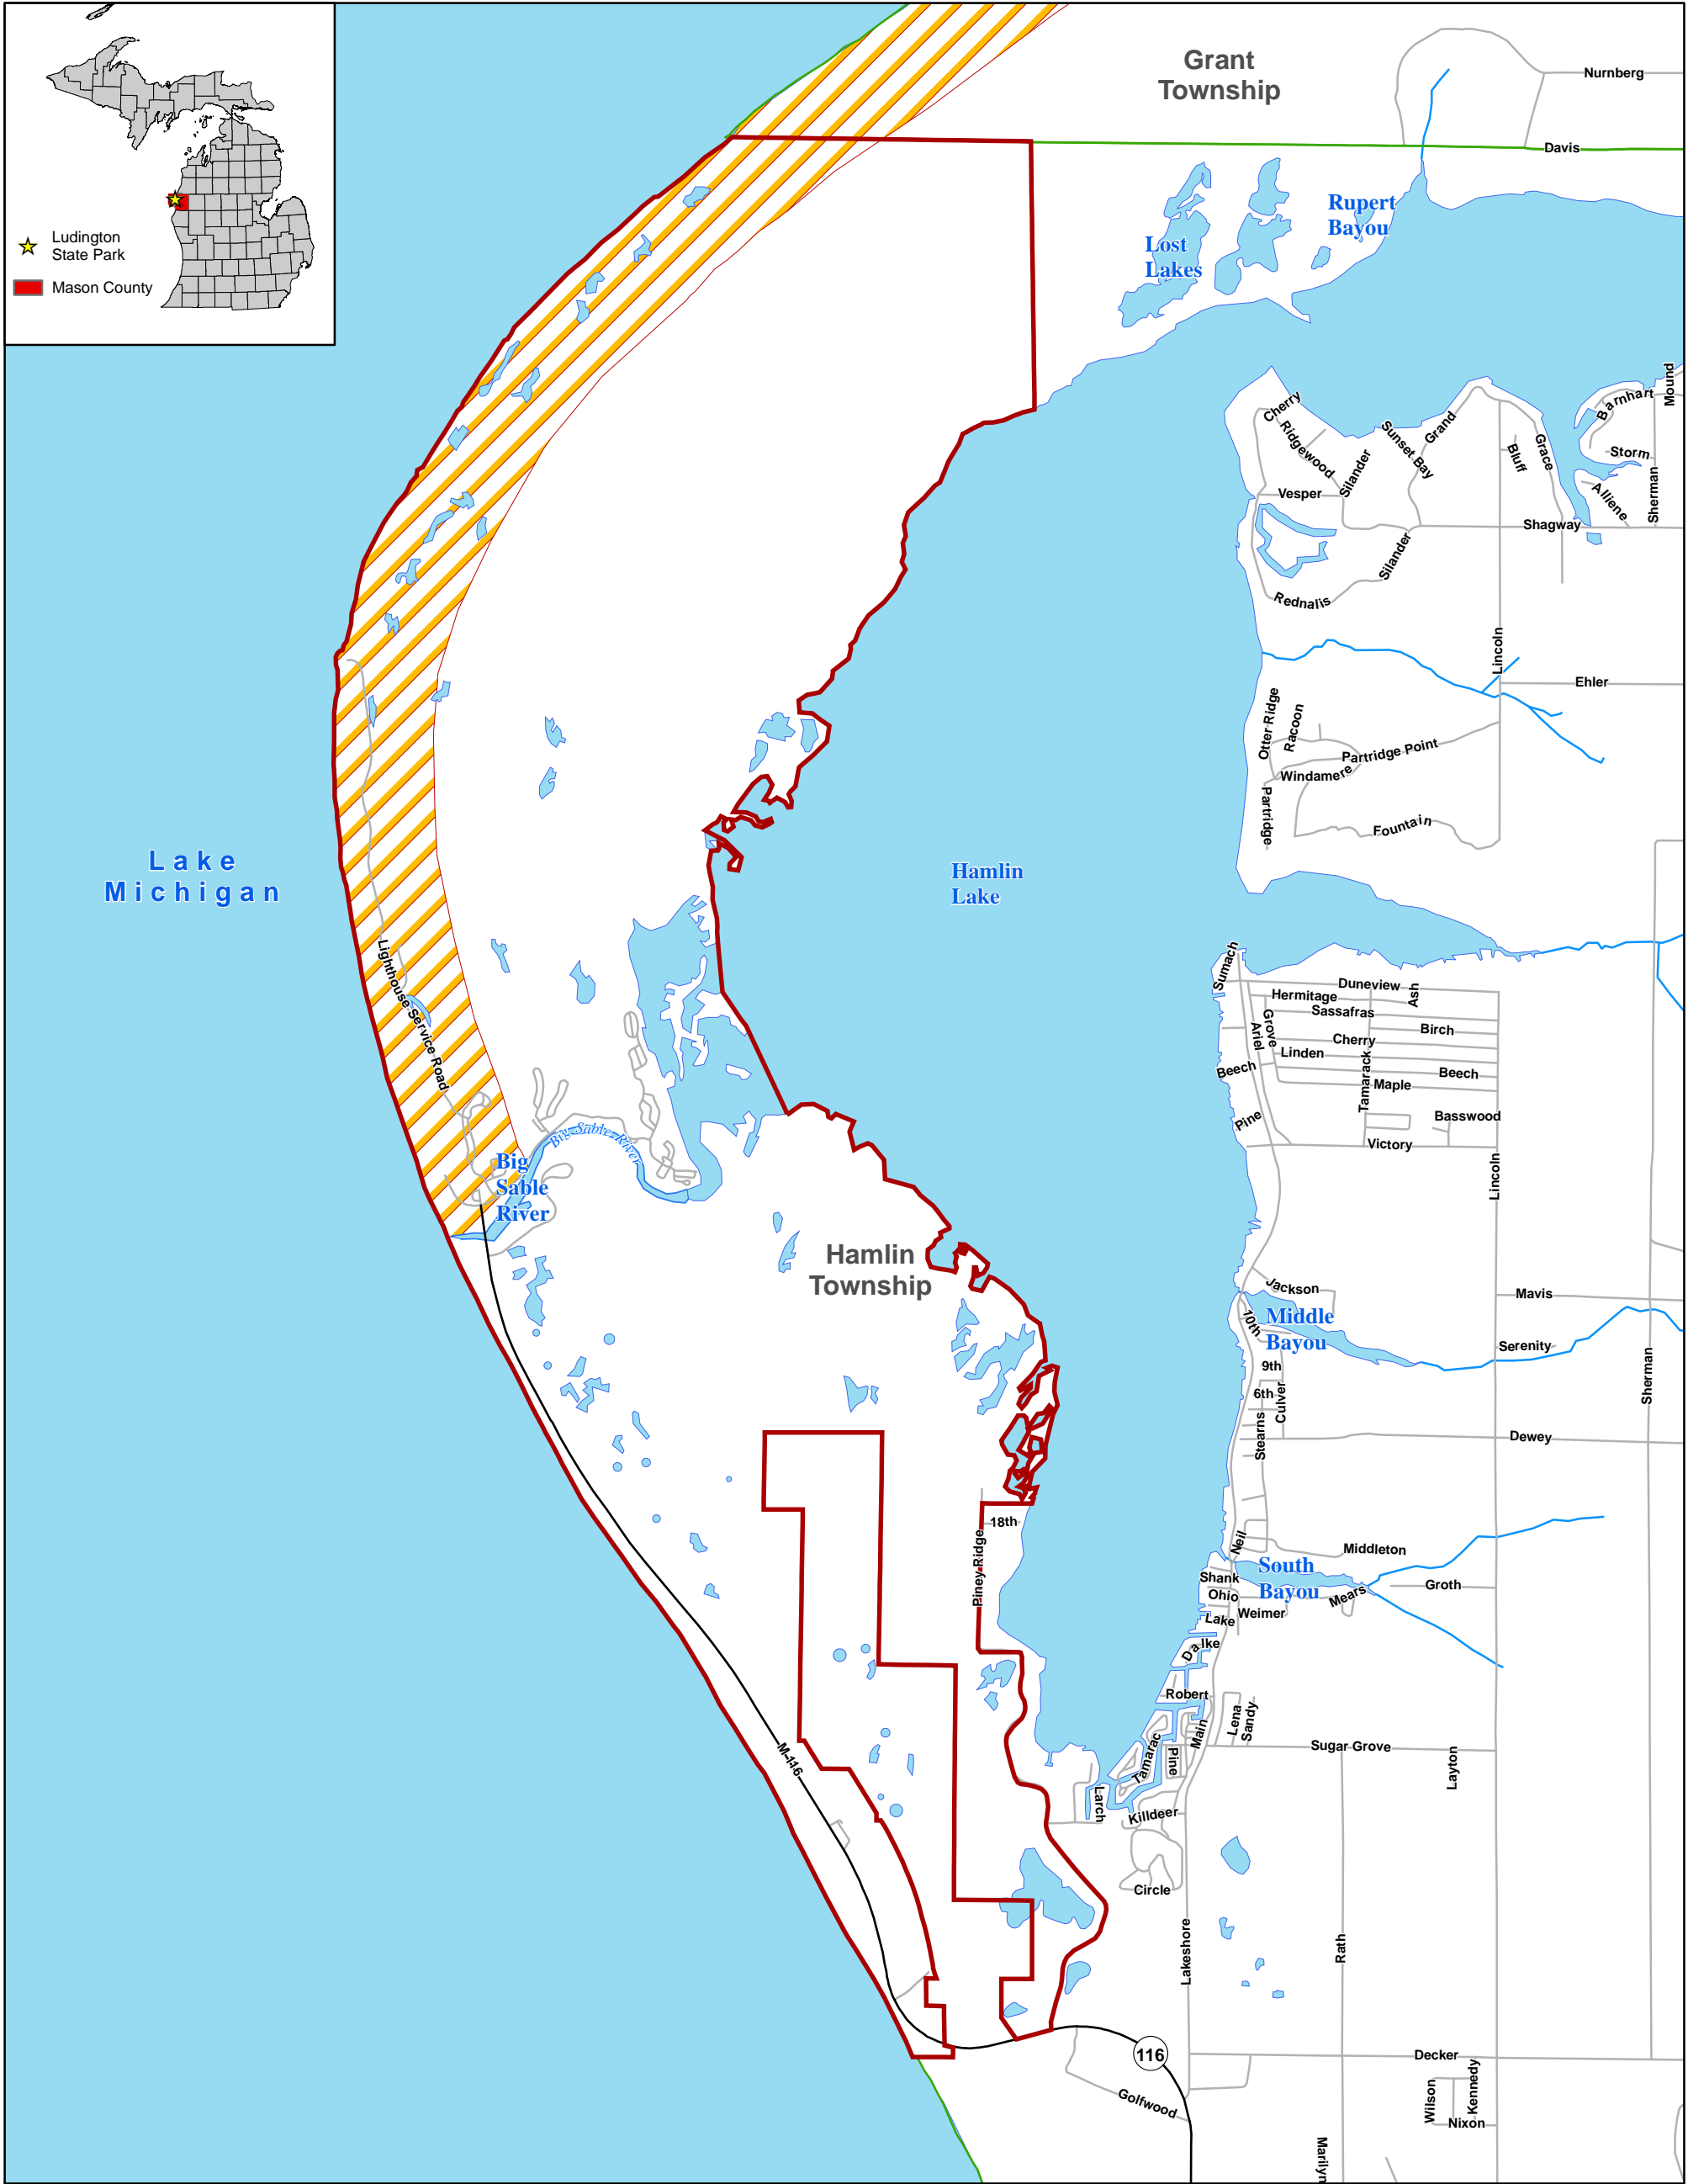 Ludington
State Park
Mason County
Grant
Township
Nurnberg
Davis
Rupert
Bayou
Lost
Lakes
Mound
Barnhart
Cherry
Ridgewood
Silander
Sunset Bay
Grand
Bluff
Grace
Storm
Alliene
Sherman
Vesper
Shagway
Silander
Rednalis
Lincoln
Ehler
Otter Ridge
Racoon
Partridge Point
Windamere
Partridge
Fountain
Lake
Michigan
Hamlin
Lake
Lighthouse Service Road
Sumach
Duneview
Ash
Hermitage
Sassafras
Grove
Ariel
Birch
Cherry
Linden
Beech
Beech
Tamarack
Maple
Basswood
Pine
Victory
Lincoln
Big Sable River
Big
Sable
River
Hamlin
Township
Jackson
Mavis
Middle
Bayou
10th
Serenity
9th
6th
Culver
Sherman
Stearns
Dewey
18th
Piney Ridge
Neil
Middleton
South
Bayou
Shank
Groth
Ohio
Mears
Weimer
Lake
Dalke
Robert
Lena
Sandy
Main
Tamarac
Pine
Sugar Grove
Layton
M-116
Larch
Killdeer
Circle
Lakeshore
Rath
116
Decker
Golfwood
Wilson
Kennedy
Nixon
Marilyn